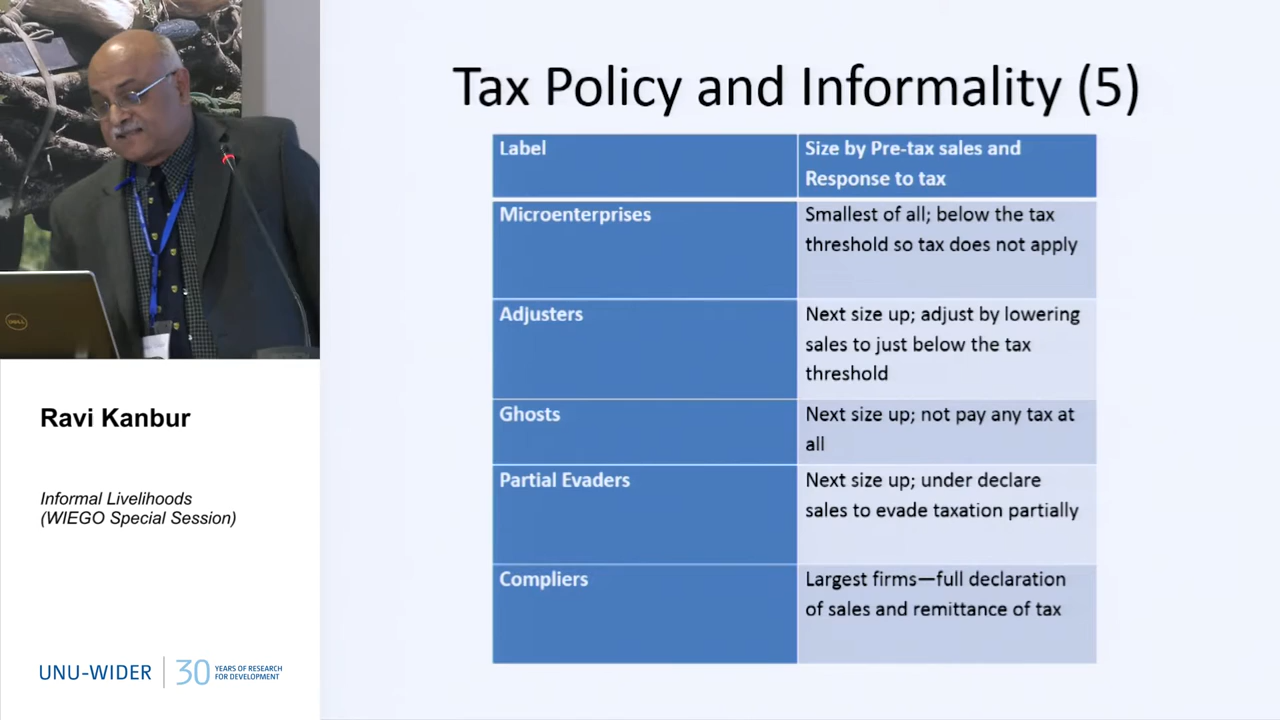 Tax Policy and Informality (5)
Label
Size by Pre-tax sales and
Response to tax
Microenterprises
Smallest of all; below the tax
threshold so tax does not apply
Adjusters
Next size up; adjust by lowering
sales to just below the tax
threshold
Ghosts
Next size up; not pay any tax at
all
Partial Evaders
Next size up; under declare
sales to evade taxation partially
Compliers
Largest firms—full declaration
of sales and remittance of tax
DELL
Ravi Kanbur
Informal Livelihoods
(WIEGO Special Session)
UNU-WIDER
30 YEARS OF RESEARCH
FOR DEVELOPMENT